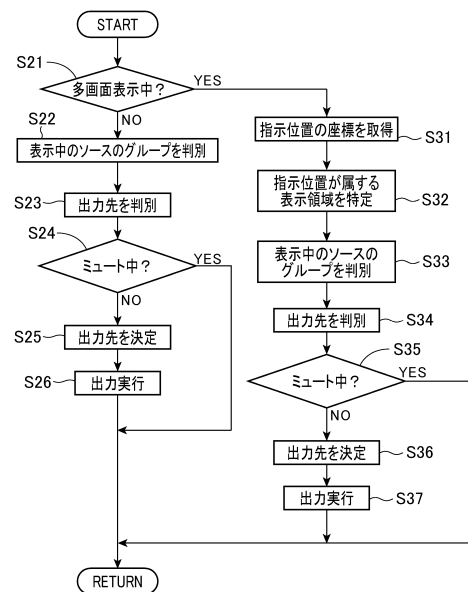 START
S21
多画面表示中？
YES
NO
S22
表示中のソースのグループを判別
S23
出力先を判別
S24
ミュート中？
YES
NO
S25
出力先を決定
S26
出力実行
指示位置の座標を取得
S31
指示位置が属する
表示領域を特定
S32
表示中のソースの
グループを判別
S33
出力先を判別
S34
S35
ミュート中？
YES
NO
出力先を決定
S36
出力実行
S37
RETURN